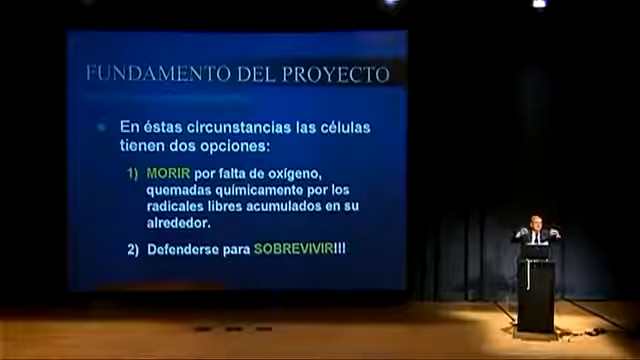 FUNDAMENTO DEL PROYECTO
En éstas circunstancias las células
tienen dos opciones:
1) MORIR por falta de oxígeno,
quemadas químicamente por los
radicales libres acumulados en su
alrededor.
2) Defenderse para SOBREVIVIR!!!